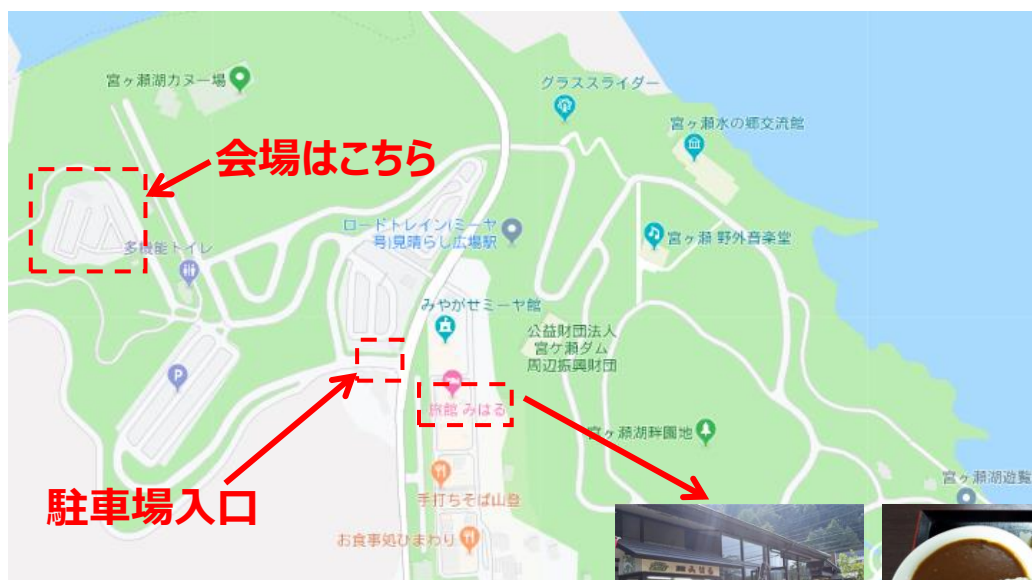 宮ヶ瀬湖カヌー場
グラススライダー
宮ヶ瀬水の郷交流館
会場はこちら
ロードトレイン(ミーヤ
号)見晴らし広場駅
宮ヶ瀬 野外音楽堂
多機能トイレ
みやがせミーヤ館
公益財団法人
宮ケ瀬ダム
周辺振興財団
P
旅館 みはる
宮ヶ瀬湖畔園地
宮ヶ瀬湖遊覧
駐車場入口
手打ちそば山登
お食事処ひまわり
みはる